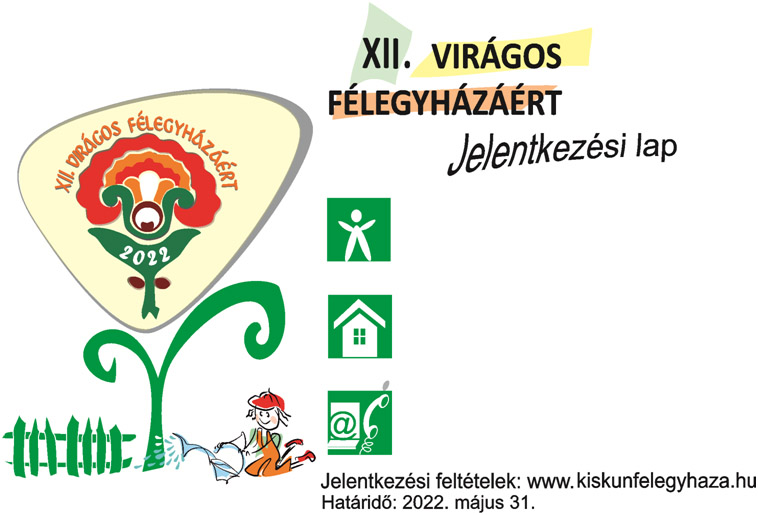 XII. VIRÁGOS
FÉLEGYHÁZÁÉRT
Jelentkezési lap
XII. VIRÁGOS FÉLEGYHÁZÁÉRT
2022
@
Jelentkezési feltételek: www.kiskunfelegyhaza.hu
Határidő: 2022. május 31.